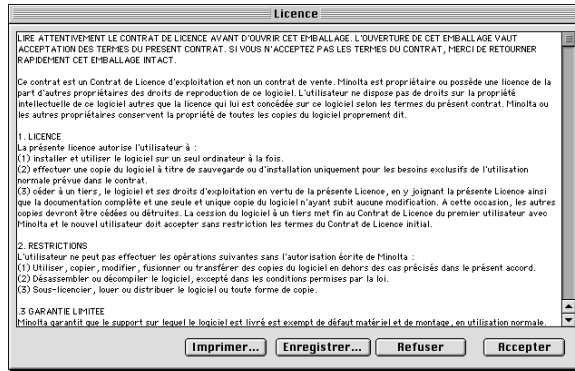 Licence
LIRE ATTENTIVEMENT LE CONTRAT DE LICENCE AVANT D'OUVRIR CET EMBALLAGE. L'OUVERTURE DE CET EMBALLAGE VAUT
ACCEPTATION DES TERMES DU PRESENT CONTRAT. SI VOUS N'ACCEPTEZ PAS LES TERMES DU CONTRAT, MERCI DE RETOURNER
RAPIDEMENT CET EMBALLAGE INTACT.
Ce contrat est un Contrat de Licence d'exploitation et non un contrat de vente. Minolta est propriétaire ou possède une licence de la
part d'autres propriétaires des droits de reproduction de ce logiciel. L'utilisateur ne dispose pas de droits sur la propriété
intellectuelle de ce logiciel autres que la licence qui lui est concédée sur ce logiciel selon les termes du présent contrat. Minolta ou
les autres propriétaires conservent la propriété de toutes les copies du logiciel proprement dit.
1. LICENCE
La présente licence autorise l'utilisateur à :
(1) installer et utiliser le logiciel sur un seul ordinateur à la fois.
(2) effectuer une copie du logiciel à titre de sauvegarde ou d'installation uniquement pour les besoins exclusifs de l'utilisation
normale prévue dans le contrat.
(3) céder à un tiers, le logiciel et ses droits d'exploitation en vertu de la présente Licence, en y joignant la présente Licence ainsi
que la documentation complète et une seule et unique copie du logiciel n'ayant subit aucune modification. A cette occasion, les autres
copies devront être cédées ou détruites. La cession du logiciel à un tiers met fin au Contrat de Licence du premier utilisateur avec
Minolta et le nouvel utilisateur doit accepter sans restriction les termes du Contrat de Licence initial.
2. RESTRICTIONS
L'utilisateur ne peut pas effectuer les opérations suivantes sans l'autorisation écrite de Minolta :
(1) Utiliser, copier, modifier, fusionner ou transférer des copies du logiciel en dehors des cas précisés dans le présent accord.
(2) Désassembler ou décompiler le logiciel, excepté dans les conditions permises par la loi.
(3) Sous-licencier, louer ou distribuer le logiciel ou toute forme de copie.
.3 GARANTIE LIMITEE
Minolta garantit que le support sur lequel le logiciel est livré est exempt de défaut matériel et de montage, en utilisation normale.
Imprimer... Enregistrer... Refuser Accepter